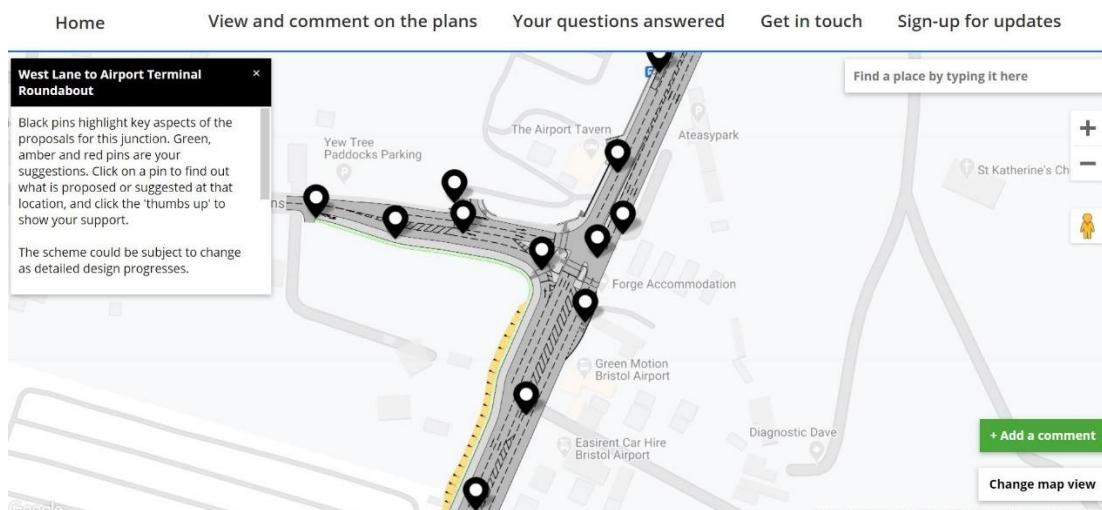 Home View and comment on the plans Your questions answered Get in touch Sign-up for updates
West Lane to Airport Terminal
Roundabout
×
Black pins highlight key aspects of the
proposals for this junction. Green,
amber and red pins are your
suggestions. Click on a pin to find out
what is proposed or suggested at that
location, and click the 'thumbs up' to
show your support.
The scheme could be subject to change
as detailed design progresses.
Find a place by typing it here
+
−
The Airport Tavern
Ateasypark
Yew Tree
Paddocks Parking
St Katherine's Ch
Forge Accommodation
Green Motion
Bristol Airport
Easirent Car Hire
Bristol Airport
Diagnostic Dave
+ Add a comment
Change map view
Google